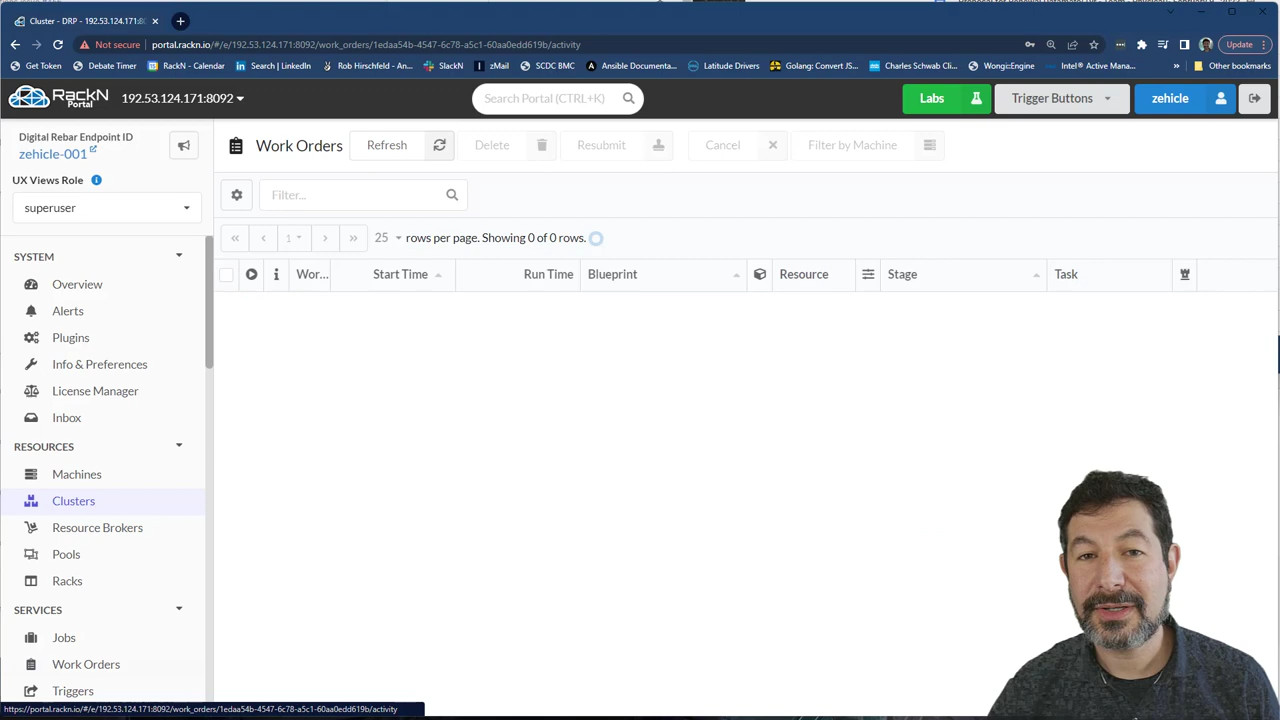 Cluster - DRP - 192.53.124.171:8
Not secure
portal.rackn.io/#/e/192.53.124.171:8092/work_orders/1edaa54b-4547-6c78-a5c1-60aa0edd619b/activity
Update
Get Token
Debate Timer
RackN - Calendar
Search | LinkedIn
Rob Hirschfeld - An...
SlackN
zMail
SCDC BMC
Ansible Documenta...
Latitude Drivers
Golang: Convert JS...
Charles Schwab Cli...
Wongi::Engine
Intel® Active Mana...
»
Other bookmarks
RackN
Portal
192.53.124.171:8092
Search Portal (CTRL+K)
Labs
Trigger Buttons
zehicle
Digital Rebar Endpoint ID
zehicle-001
UX Views Role
superuser
Work Orders
Refresh
Delete
Resubmit
Cancel
Filter by Machine
Filter...
« ‹ 1 › » 25 rows per page. Showing 0 of 0 rows.
Wor...
Start Time
Run Time
Blueprint
Resource
Stage
Task
SYSTEM
Overview
Alerts
Plugins
Info & Preferences
License Manager
Inbox
RESOURCES
Machines
Clusters
Resource Brokers
Pools
Racks
SERVICES
Jobs
Work Orders
Triggers
https://portal.rackn.io/#/e/192.53.124.171:8092/work_orders/1edaa54b-4547-6c78-a5c1-60aa0edd619b/activity